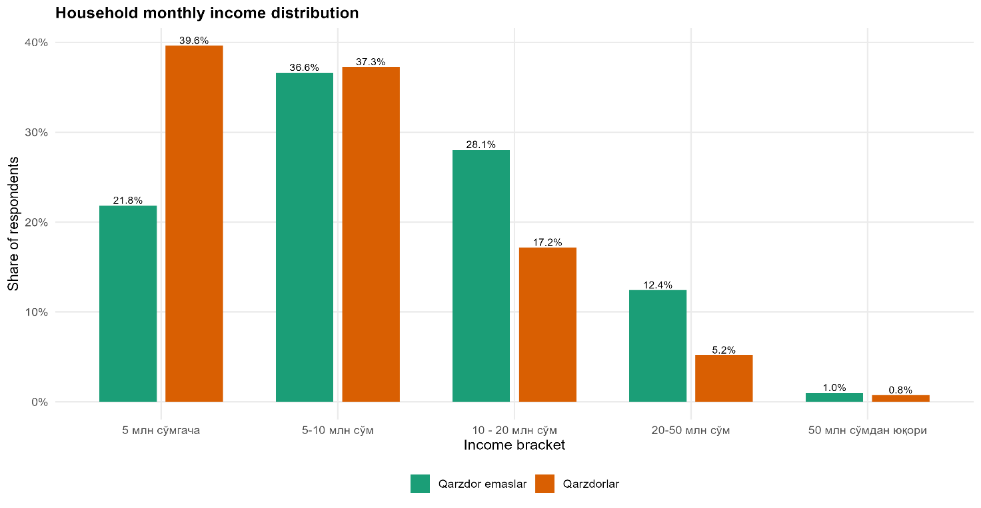 Household monthly income distribution
40%
30%
20%
10%
0%
Share of respondents
21.8%
39.6%
36.6%
37.3%
28.1%
17.2%
12.4%
5.2%
1.0%
0.8%
5 млн сўмгача
5-10 млн сўм
10 - 20 млн сўм
20-50 млн сўм
50 млн сўмдан юқори
Income bracket
Qarzdor emaslar
Qarzdorlar